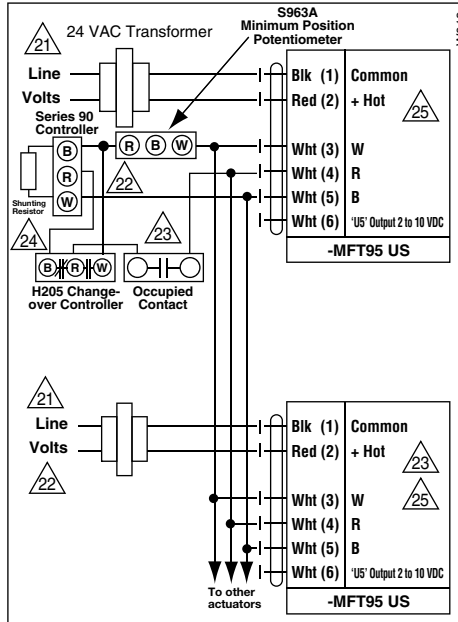 S963A
Minimum Position
Potentiometer
21
24 VAC Transformer
Line
Volts
Blk (1) Common
Red (2) + Hot
25
Series 90
Controller
B
R
W
R B W
22
Wht (3) W
Wht (4) R
Wht (5) B
Wht (6) 'U5' Output 2 to 10 VDC
-MFT95 US
Shunting
Resistor
24
23
B R W
H205 Change-
over Controller
Occupied
Contact
21
Line
Volts
22
Blk (1) Common
Red (2) + Hot
23
25
Wht (3) W
Wht (4) R
Wht (5) B
Wht (6) 'U5' Output 2 to 10 VDC
-MFT95 US
To other
actuators